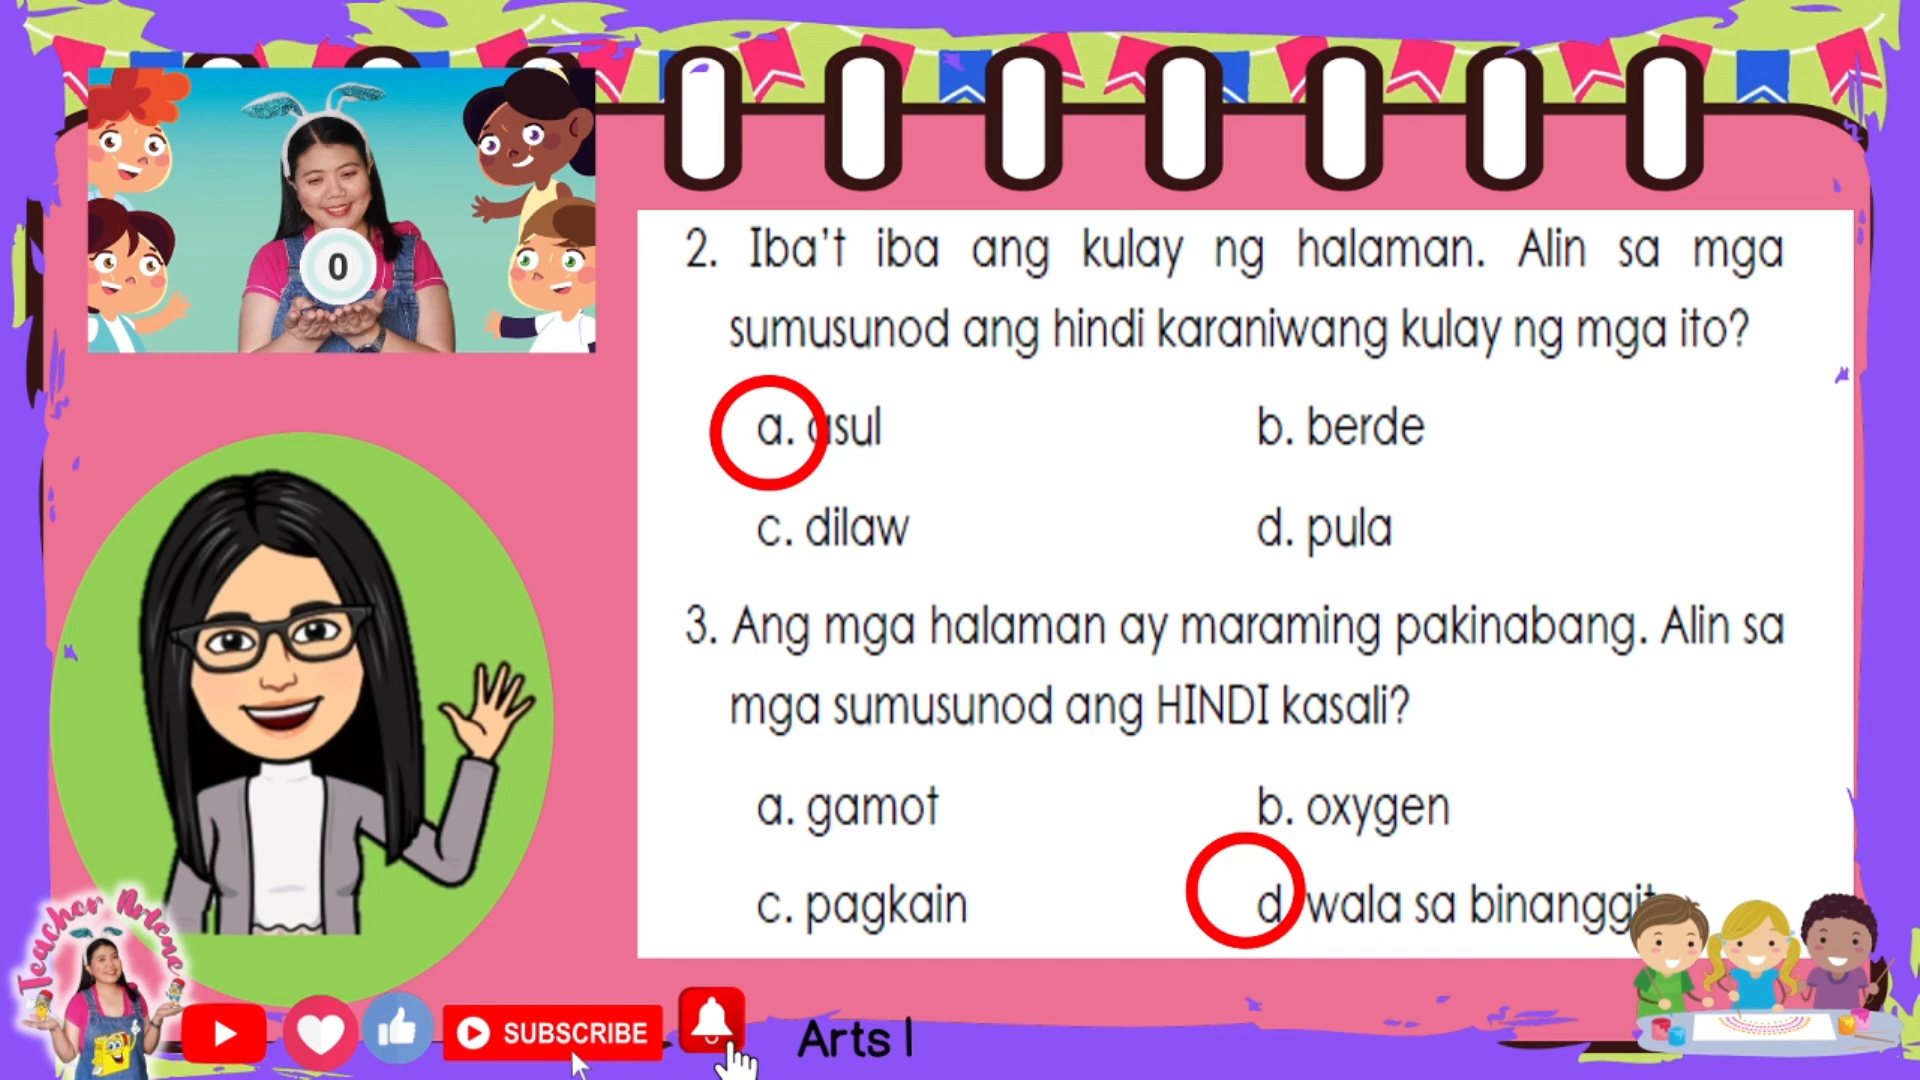 0
2. Iba't iba ang kulay ng halaman. Alin sa mga
sumusunod ang hindi karaniwang kulay ng mga ito?
a. asul
b. berde
c. dilaw
d. pula
3. Ang mga halaman ay maraming pakinabang. Alin sa
mga sumusunod ang HINDI kasali?
a. gamot
b. oxygen
c. pagkain
d. wala sa binanggit
Teacher Arlene
SUBSCRIBE
Arts 1